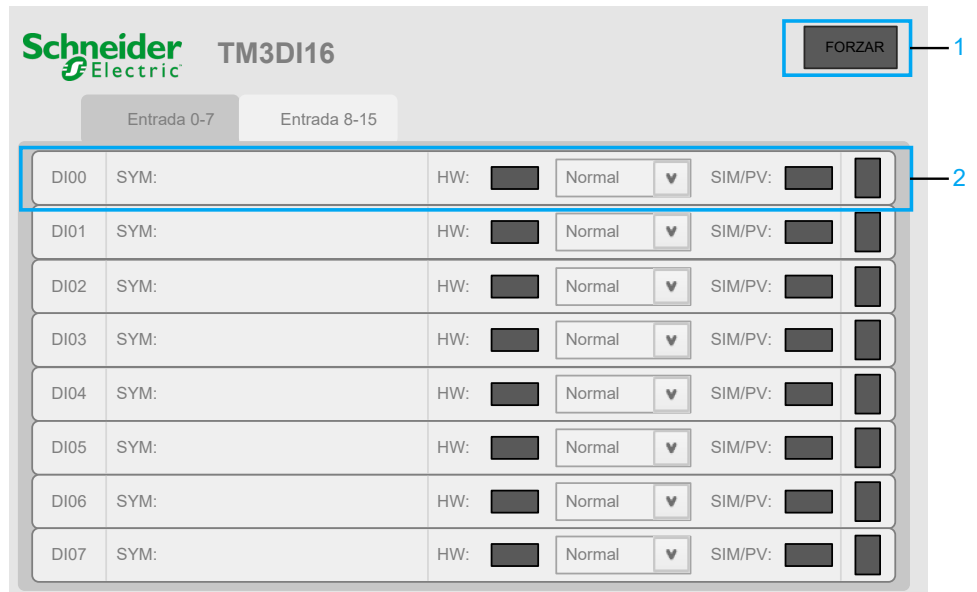 Schneider Electric
TM3DI16
FORZAR
1
Entrada 0-7
Entrada 8-15
DI00 SYM: HW: Normal SIM/PV:
2
DI01 SYM: HW: Normal SIM/PV:
DI02 SYM: HW: Normal SIM/PV:
DI03 SYM: HW: Normal SIM/PV:
DI04 SYM: HW: Normal SIM/PV:
DI05 SYM: HW: Normal SIM/PV:
DI06 SYM: HW: Normal SIM/PV:
DI07 SYM: HW: Normal SIM/PV: